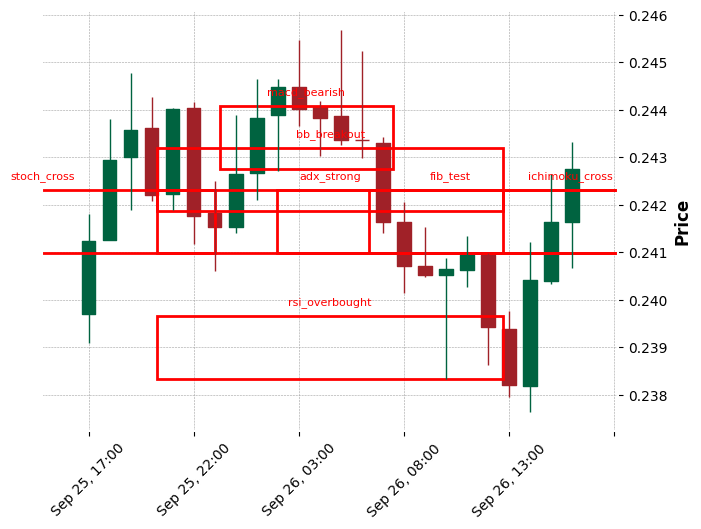 0.246
0.245
0.244
macd_bearish
bb_breakout
0.243
stoch_cross
adx_strong
fib_test
ichimoku_cross
0.242
Price
0.241
0.240
rsi_overbought
0.239
0.238
Sep 25, 17:00
Sep 25, 22:00
Sep 26, 03:00
Sep 26, 08:00
Sep 26, 13:00